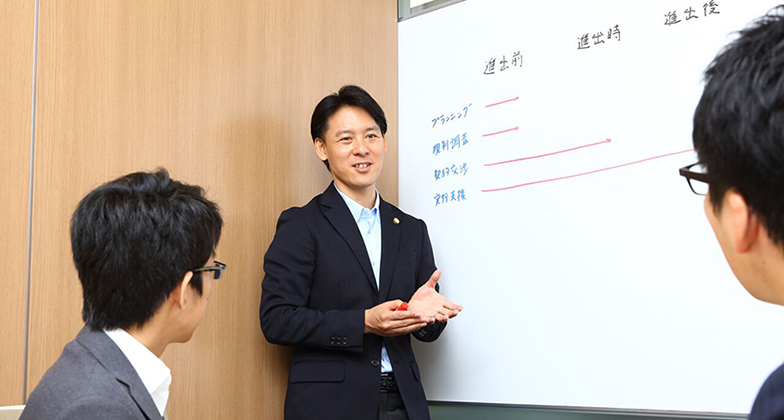 進出前 進出時 進出後
プランニング
規制調査
契約交渉
実行支援